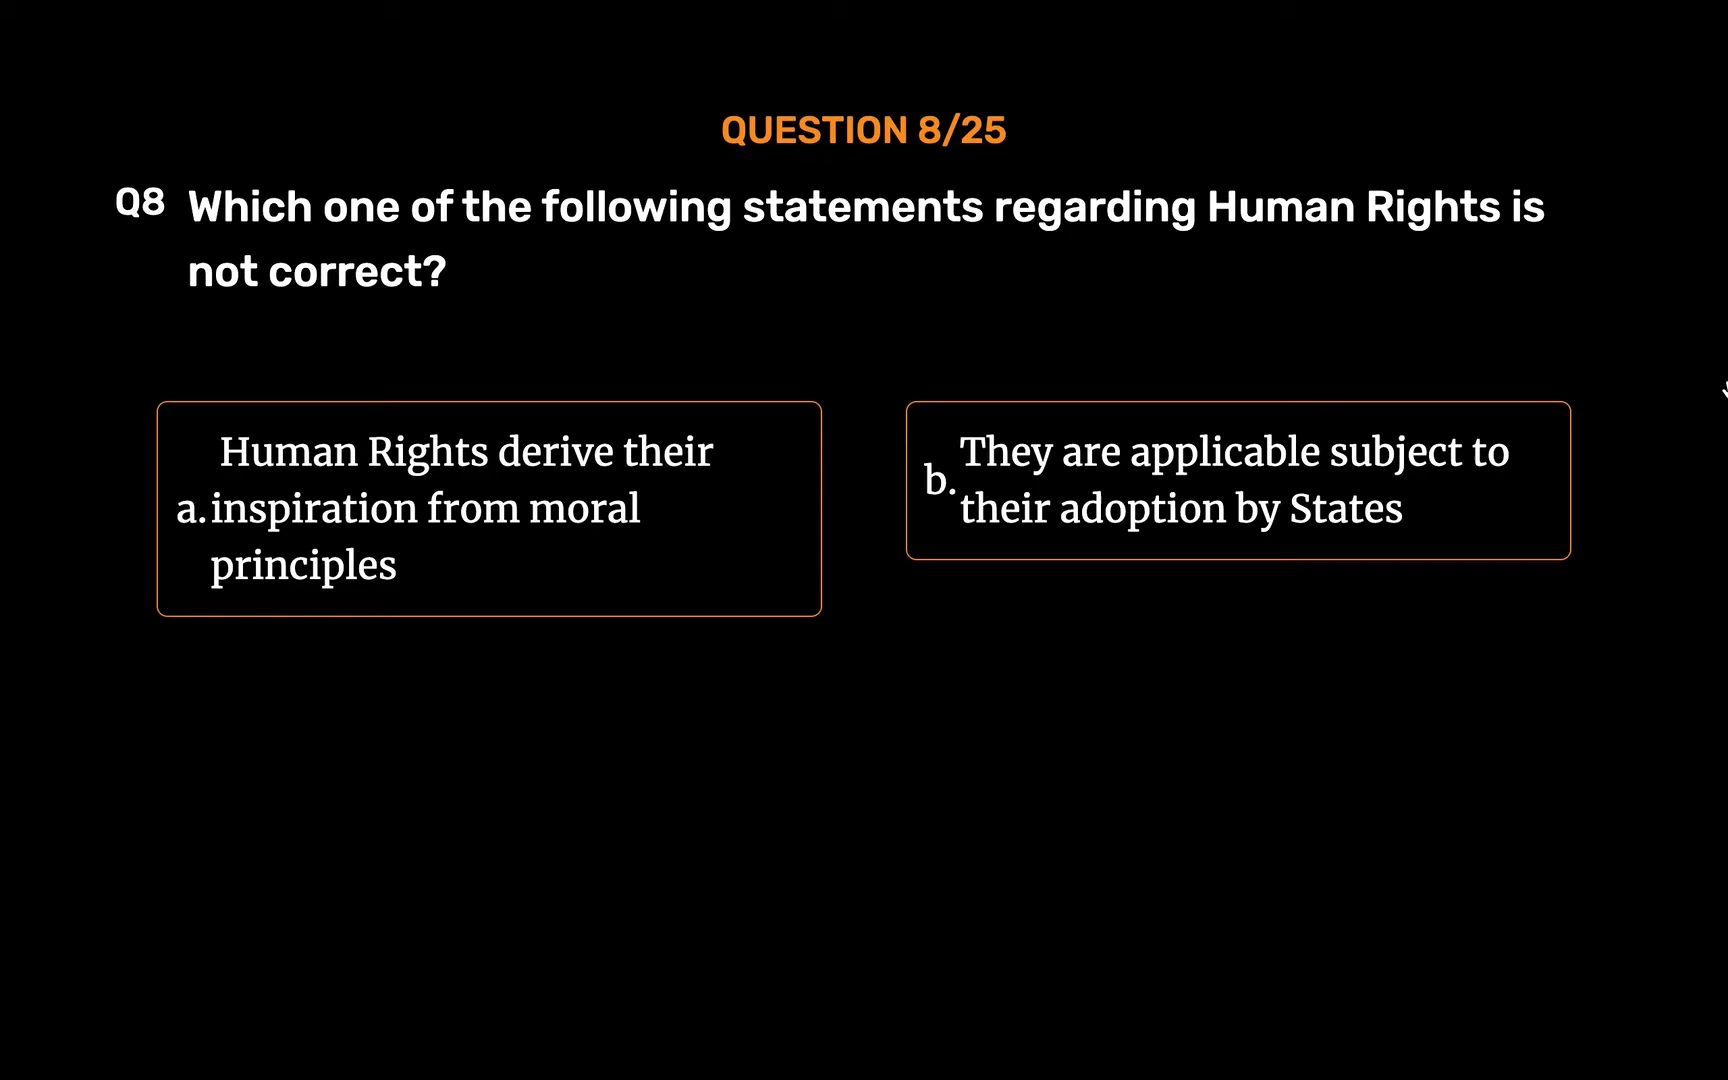 QUESTION 8/25
Q8 Which one of the following statements regarding Human Rights is
not correct?
Human Rights derive their
a. inspiration from moral
principles
They are applicable subject to
b.
their adoption by States